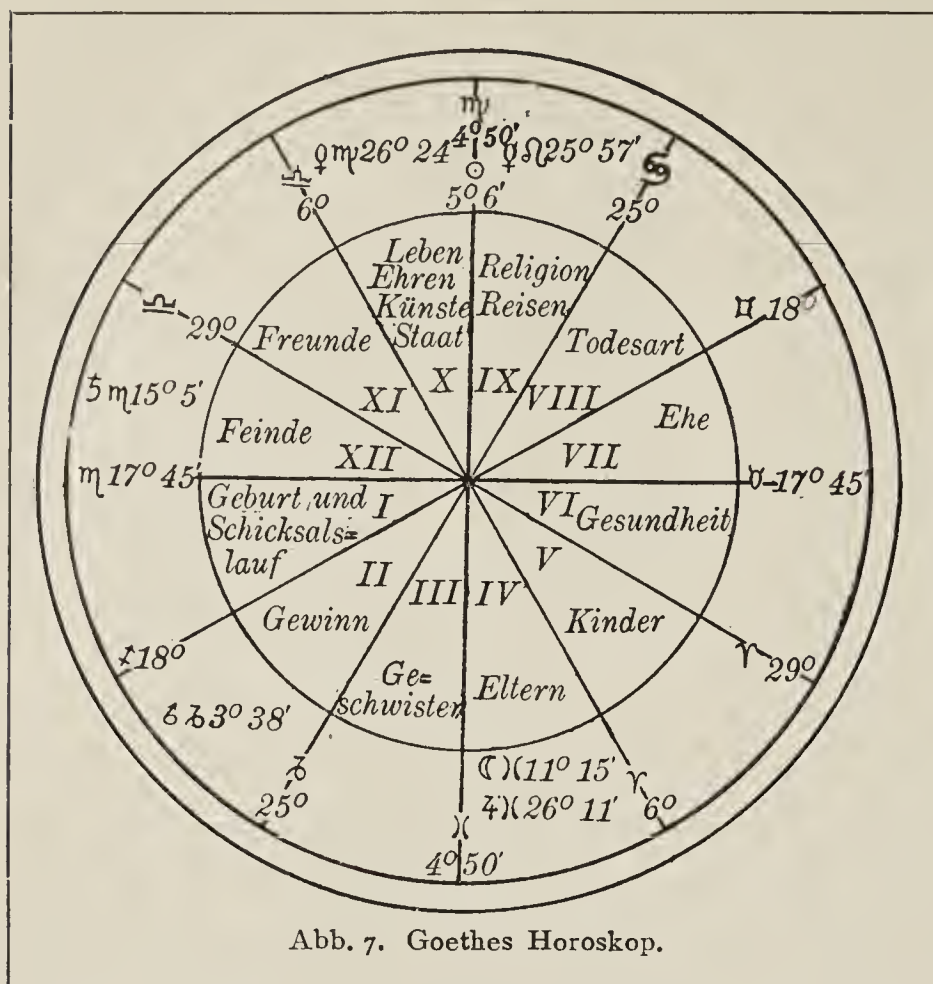 ♍
4° 50'
♀ ♍ 26° 24
☿ ♌ 25° 57'
☉
5° 6'
♎
6°
♋
25°
♎
29°
♊ 18°
♄ ♏ 15° 5'
♏ 17° 45'
♉ 17° 45'
♐ 18°
♈
29°
♂ ♑ 3° 38'
♑
25°
☾ ♓ 11° 15'
♃ ♓ 26° 11'
♈
6°
♓
4° 50'
Leben
Ehren
Künste
Staat
X
Religion
Reisen
IX
Freunde
XI
Todesart
VIII
Feinde
XII
Ehe
VII
Geburt und
Schicksals=
lauf
I
VI Gesundheit
II
Gewinn
V
Kinder
III
Ge=
schwister
IV
Eltern
Abb. 7. Goethes Horoskop.